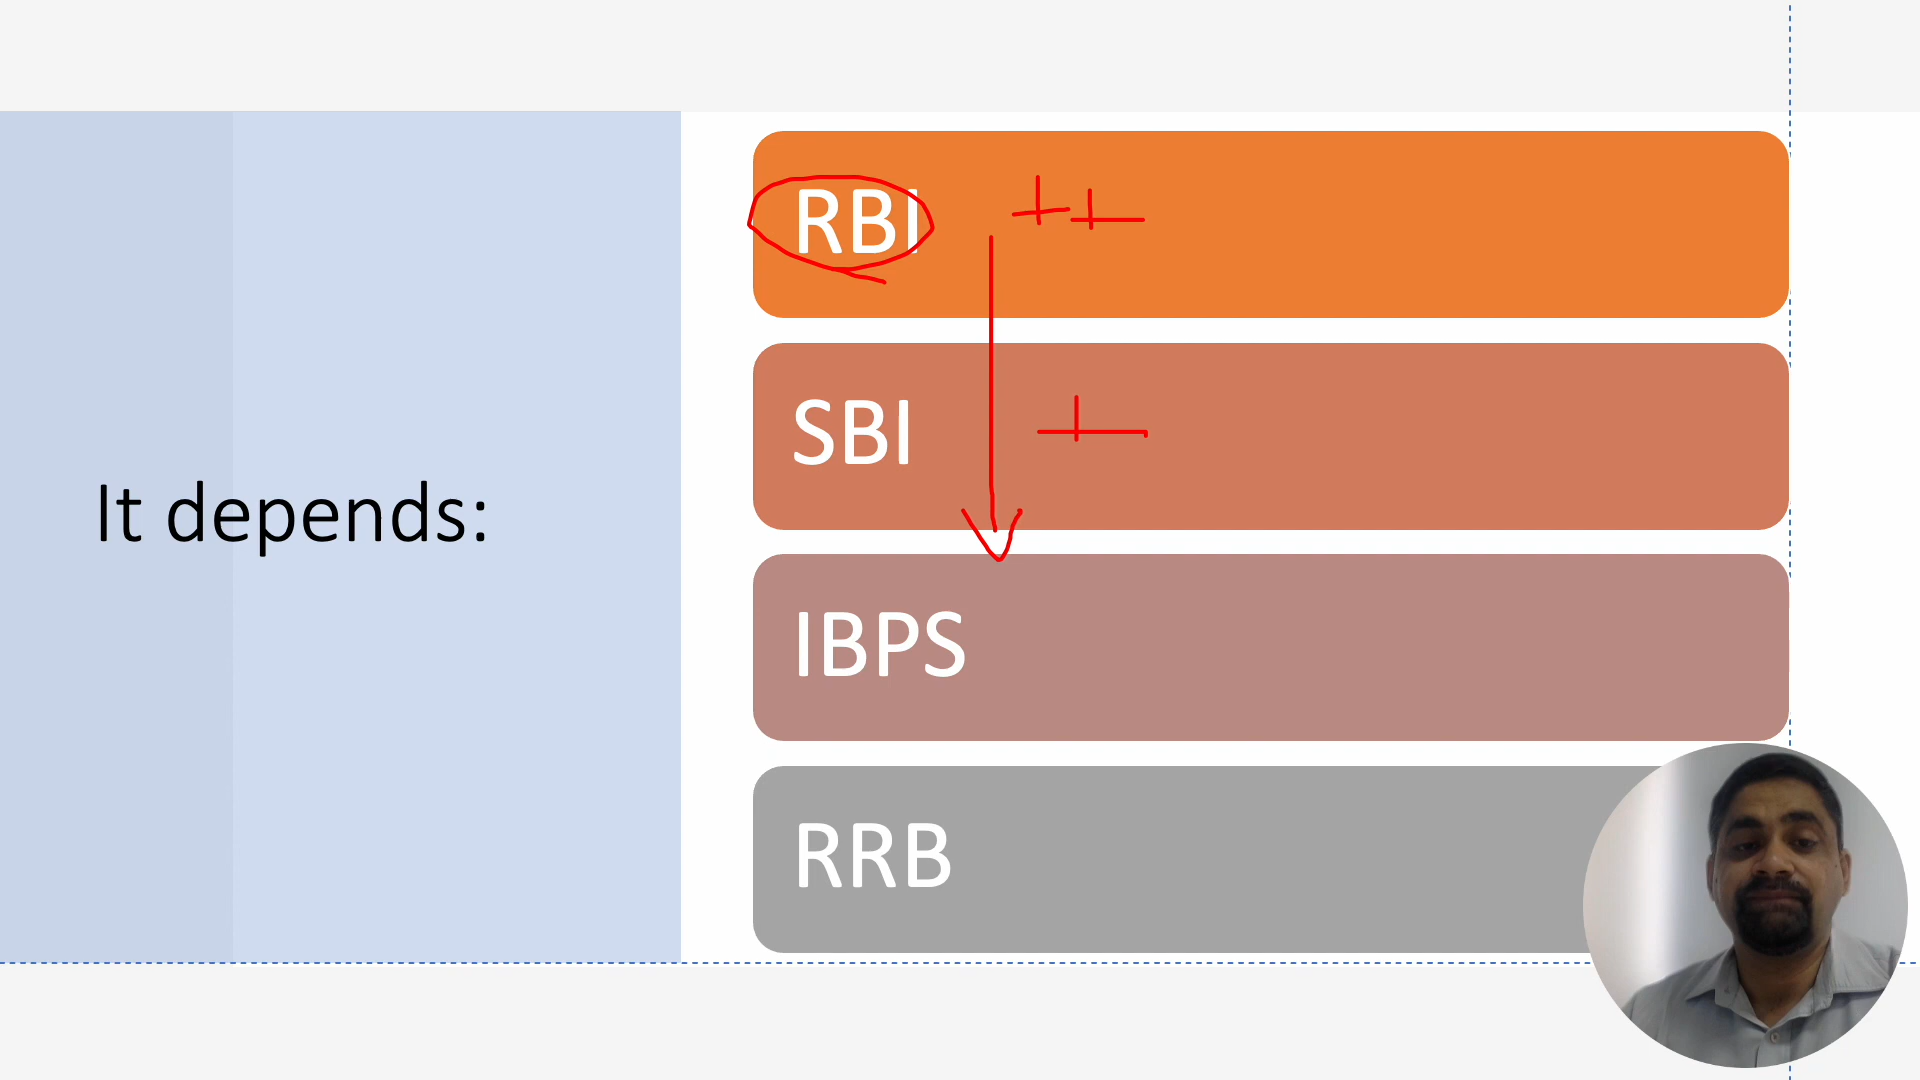 It depends:
RBI ++
SBI +
IBPS
RRB